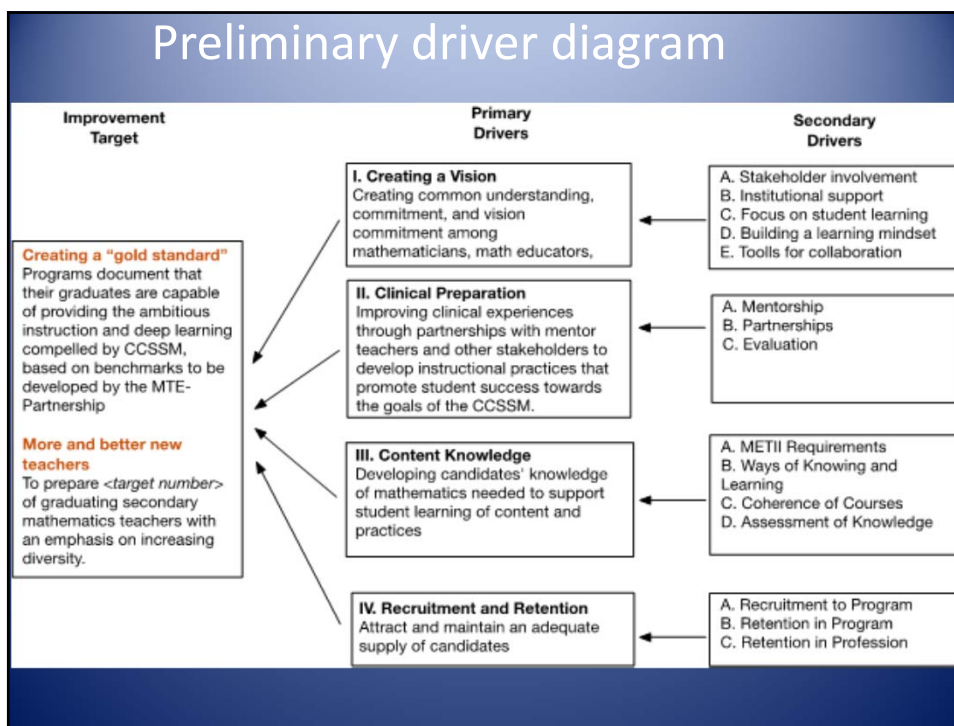 Preliminary driver diagram
Improvement
Target
Primary
Drivers
Secondary
Drivers
Creating a “gold standard”
Programs document that
their graduates are capable
of providing the ambitious
instruction and deep learning
compelled by CCSSM,
based on benchmarks to be
developed by the MTE-
Partnership
More and better new
teachers
To prepare <target number>
of graduating secondary
mathematics teachers with
an emphasis on increasing
diversity.
I. Creating a Vision
Creating common understanding,
commitment, and vision
commitment among
mathematicians, math educators,
II. Clinical Preparation
Improving clinical experiences
through partnerships with mentor
teachers and other stakeholders to
develop instructional practices that
promote student success towards
the goals of the CCSSM.
III. Content Knowledge
Developing candidates' knowledge
of mathematics needed to support
student learning of content and
practices
IV. Recruitment and Retention
Attract and maintain an adequate
supply of candidates
A. Stakeholder involvement
B. Institutional support
C. Focus on student learning
D. Building a learning mindset
E. Toolls for collaboration
A. Mentorship
B. Partnerships
C. Evaluation
A. METII Requirements
B. Ways of Knowing and
Learning
C. Coherence of Courses
D. Assessment of Knowledge
A. Recruitment to Program
B. Retention in Program
C. Retention in Profession